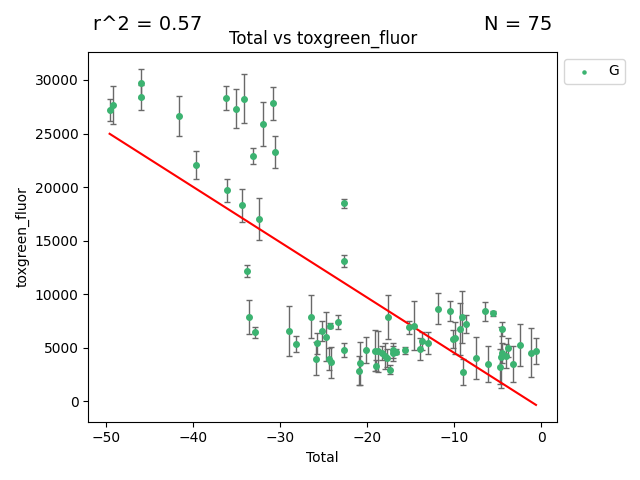 r^2 = 0.57
N = 75
Total vs toxgreen_fluor
G
30000
25000
20000
15000
10000
5000
0
toxgreen_fluor
−50
−40
−30
−20
−10
0
Total